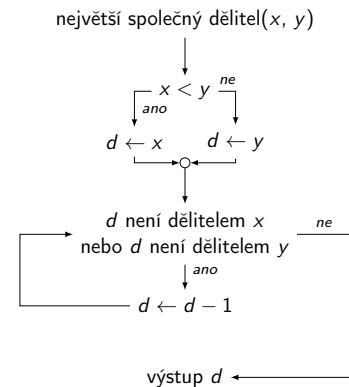 největší společný dělitel(x, y)
x < y
ne
ano
d ← x
d ← y
d není dělitelem x
nebo d není dělitelem y
ne
ano
d ← d − 1
výstup d